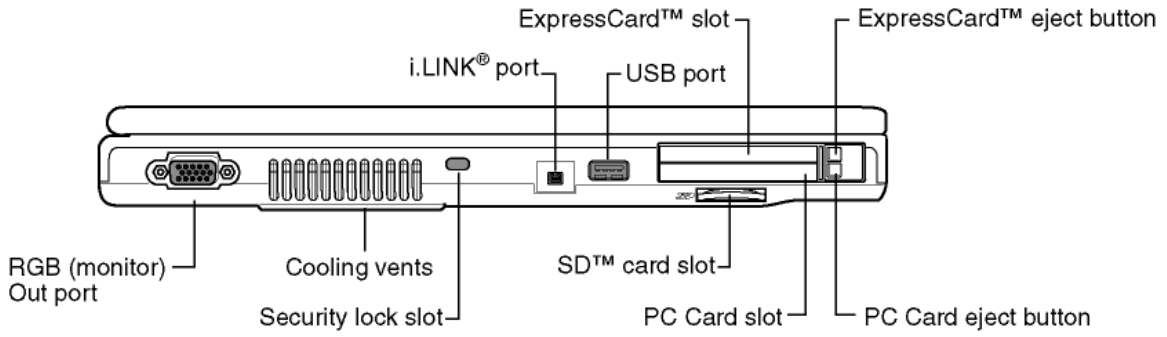 ExpressCard™ slot
ExpressCard™ eject button
i.LINK® port
USB port
RGB (monitor)
Out port
Cooling vents
SD™ card slot
Security lock slot
PC Card slot
PC Card eject button